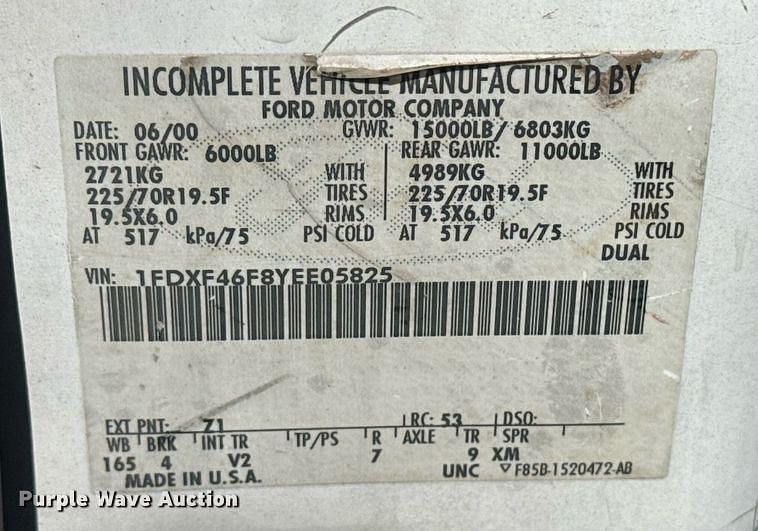 INCOMPLETE VEHICLE MANUFACTURED BY
FORD MOTOR COMPANY
DATE: 06/00 GVWR: 15000LB/ 6803KG
FRONT GAWR: 6000LB REAR GAWR: 11000LB
2721KG WITH 4989KG WITH
225/70R19.5F TIRES 225/70R19.5F TIRES
19.5X6.0 RIMS 19.5X6.0 RIMS
AT 517 kPa/75 PSI COLD AT 517 kPa/75 PSI COLD
DUAL
VIN: 1FDXF46F8YEE05825
EXT PNT: 71 RC: 53 DSO:
WB BRK INT TR TP/PS R AXLE TR SPR
165 4 V2 7 9 XM
MADE IN U.S.A. UNC ▽ F85B-1520472-AB
Purple Wave Auction
Purple Wave Auction